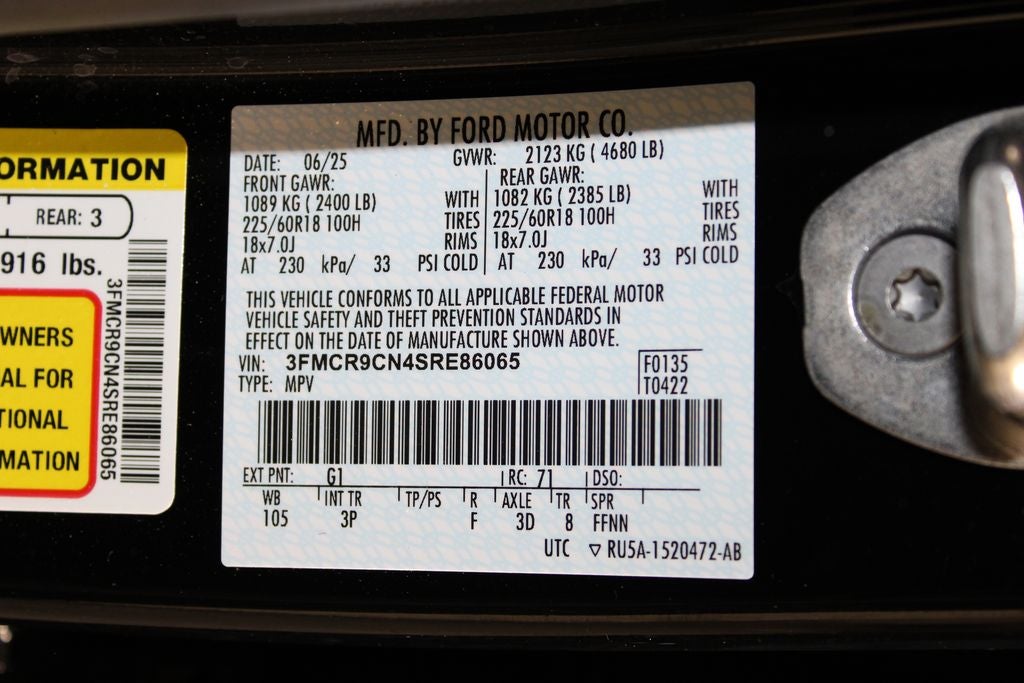 ORMATION
REAR: 3
916 lbs.
3FMCR9CN4SRE86065
WNERS
AL FOR
TIONAL
MATION
MFD. BY FORD MOTOR CO.
DATE: 06/25 GVWR: 2123 KG ( 4680 LB)
FRONT GAWR: REAR GAWR:
1089 KG ( 2400 LB) WITH 1082 KG ( 2385 LB) WITH
225/60R18 100H TIRES 225/60R18 100H TIRES
18x7.0J RIMS 18x7.0J RIMS
AT 230 kPa/ 33 PSI COLD AT 230 kPa/ 33 PSI COLD
THIS VEHICLE CONFORMS TO ALL APPLICABLE FEDERAL MOTOR
VEHICLE SAFETY AND THEFT PREVENTION STANDARDS IN
EFFECT ON THE DATE OF MANUFACTURE SHOWN ABOVE.
VIN: 3FMCR9CN4SRE86065 F0135
TYPE: MPV T0422
EXT PNT: G1 RC: 71 DSO:
WB INT TR TP/PS R AXLE TR SPR
105 3P F 3D 8 FFNN
UTC ▽ RU5A-1520472-AB